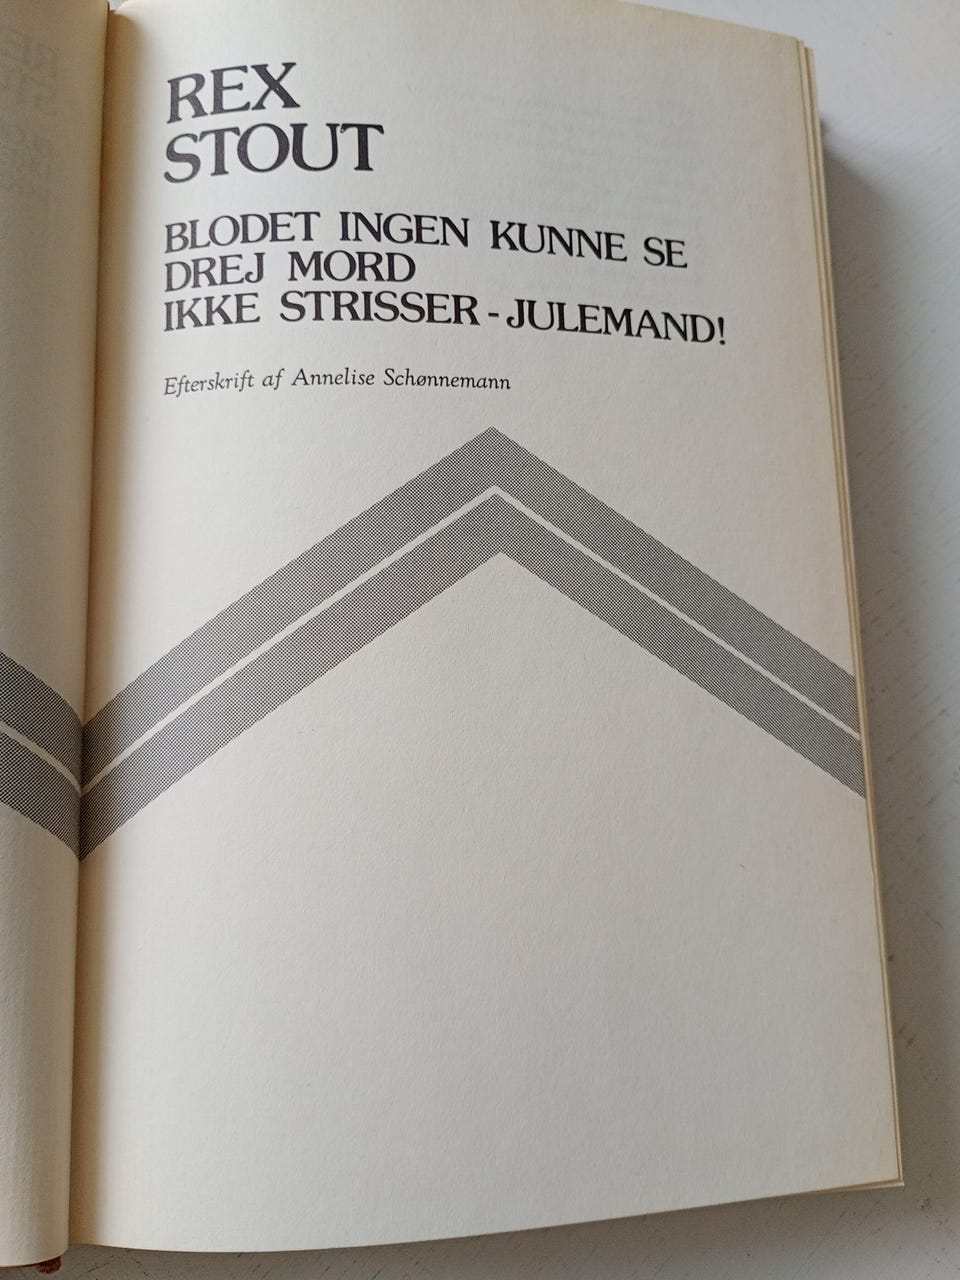 REX
STOUT
BLODET INGEN KUNNE SE
DREJ MORD
IKKE STRISSER - JULEMAND!
Efterskrift af Annelise Schønnemann